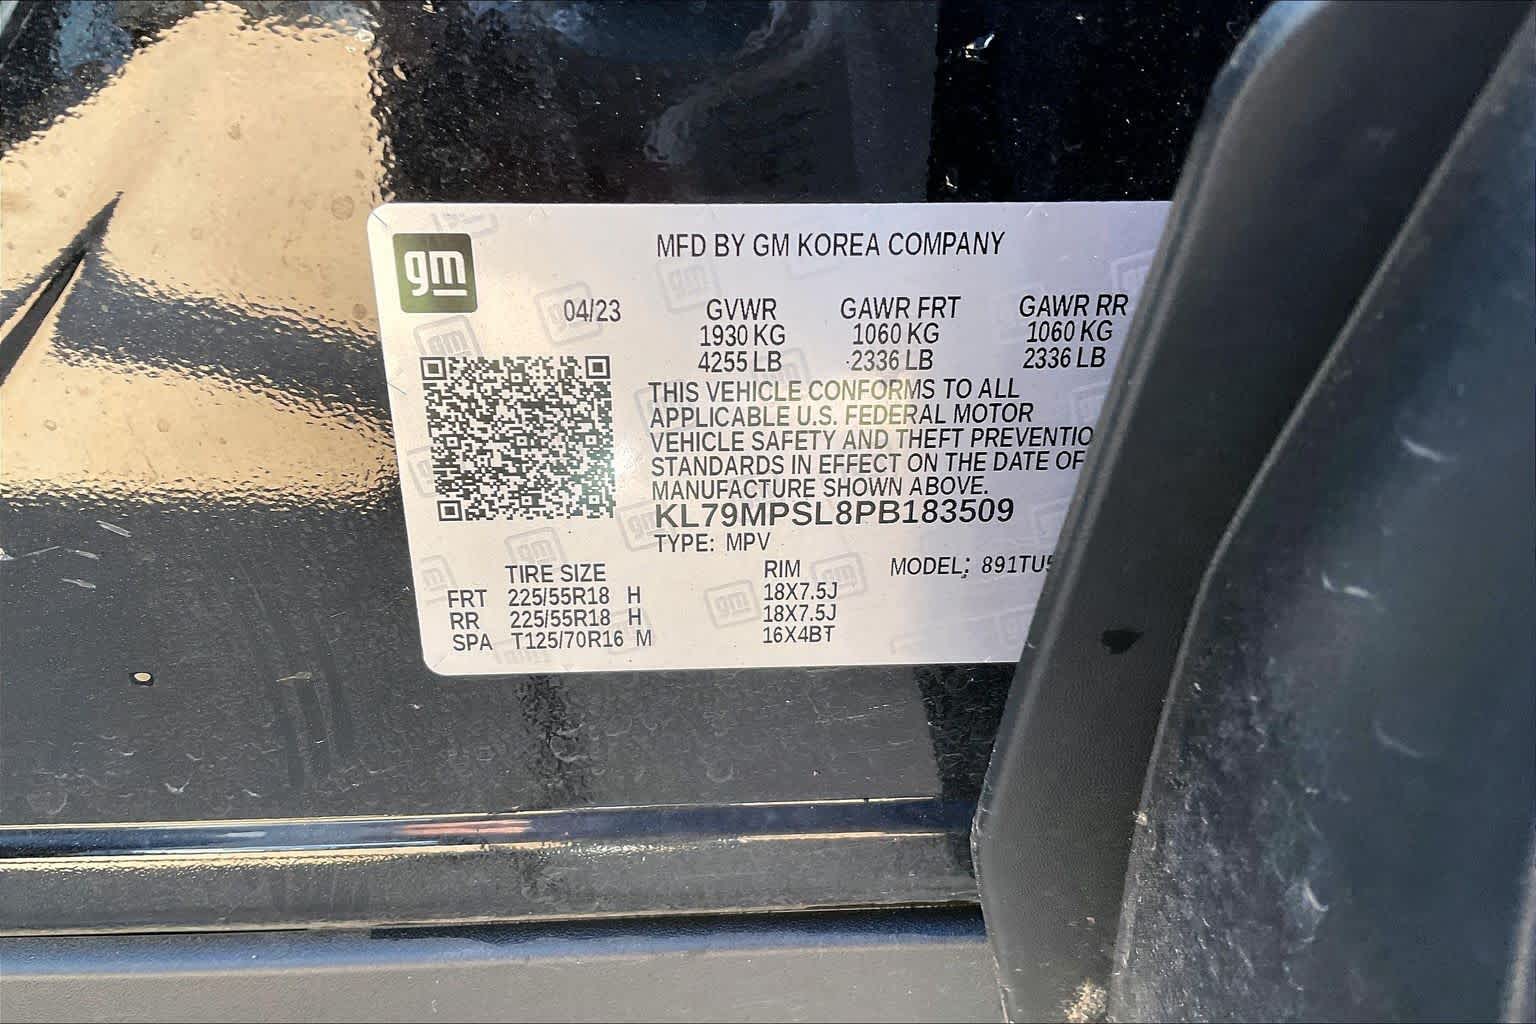 gm
MFD BY GM KOREA COMPANY
04/23 GVWR GAWR FRT GAWR RR
1930 KG 1060 KG 1060 KG
4255 LB 2336 LB 2336 LB
THIS VEHICLE CONFORMS TO ALL
APPLICABLE U.S. FEDERAL MOTOR
VEHICLE SAFETY AND THEFT PREVENTIO
STANDARDS IN EFFECT ON THE DATE OF
MANUFACTURE SHOWN ABOVE.
KL79MPSL8PB183509
TYPE: MPV
TIRE SIZE RIM MODEL: 891TU5
FRT 225/55R18 H 18X7.5J
RR 225/55R18 H 18X7.5J
SPA T125/70R16 M 16X4BT